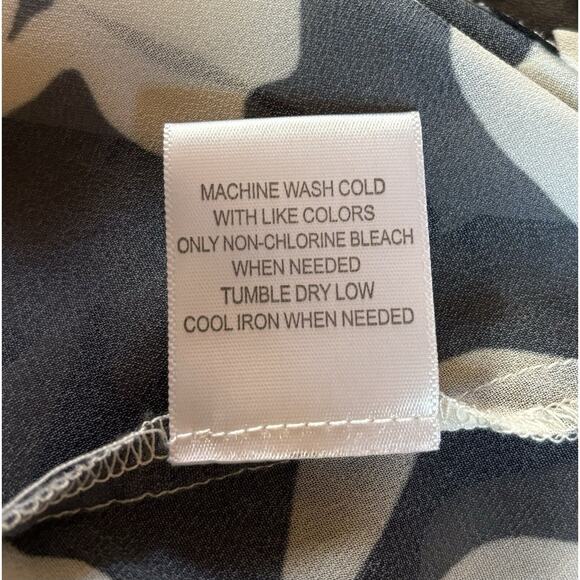 MACHINE WASH COLD
WITH LIKE COLORS
ONLY NON-CHLORINE BLEACH
WHEN NEEDED
TUMBLE DRY LOW
COOL IRON WHEN NEEDED